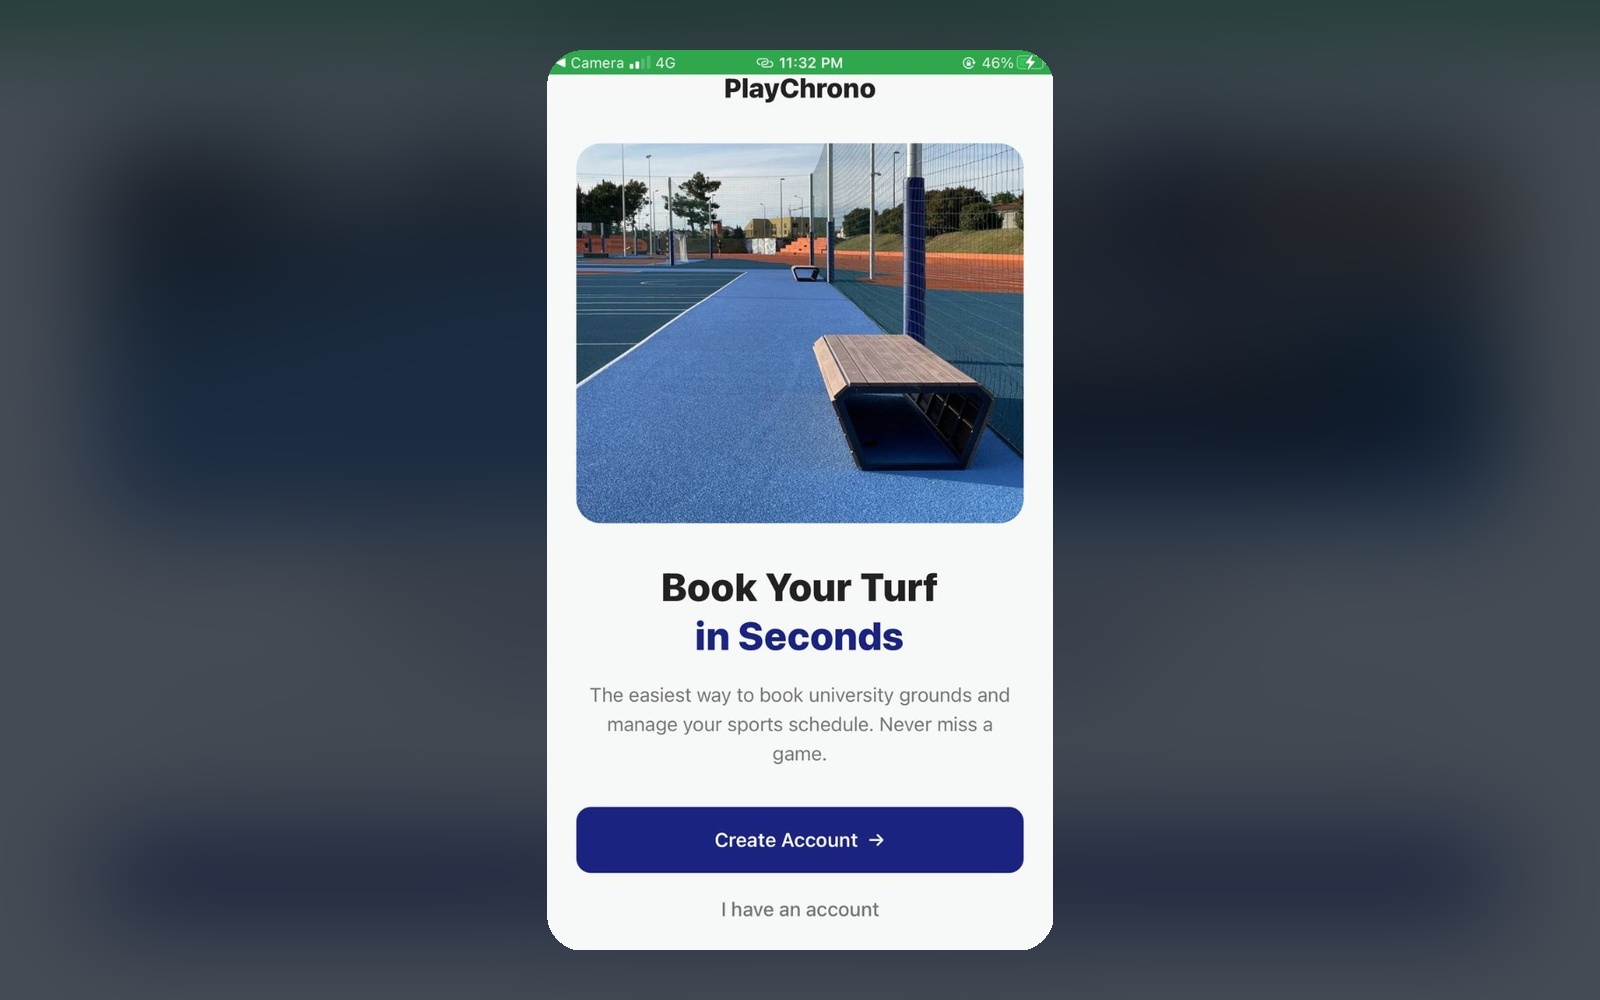 Camera 4G 11:32 PM 46%
PlayChrono
Book Your Turf
in Seconds
The easiest way to book university grounds and
manage your sports schedule. Never miss a
game.
Create Account →
I have an account